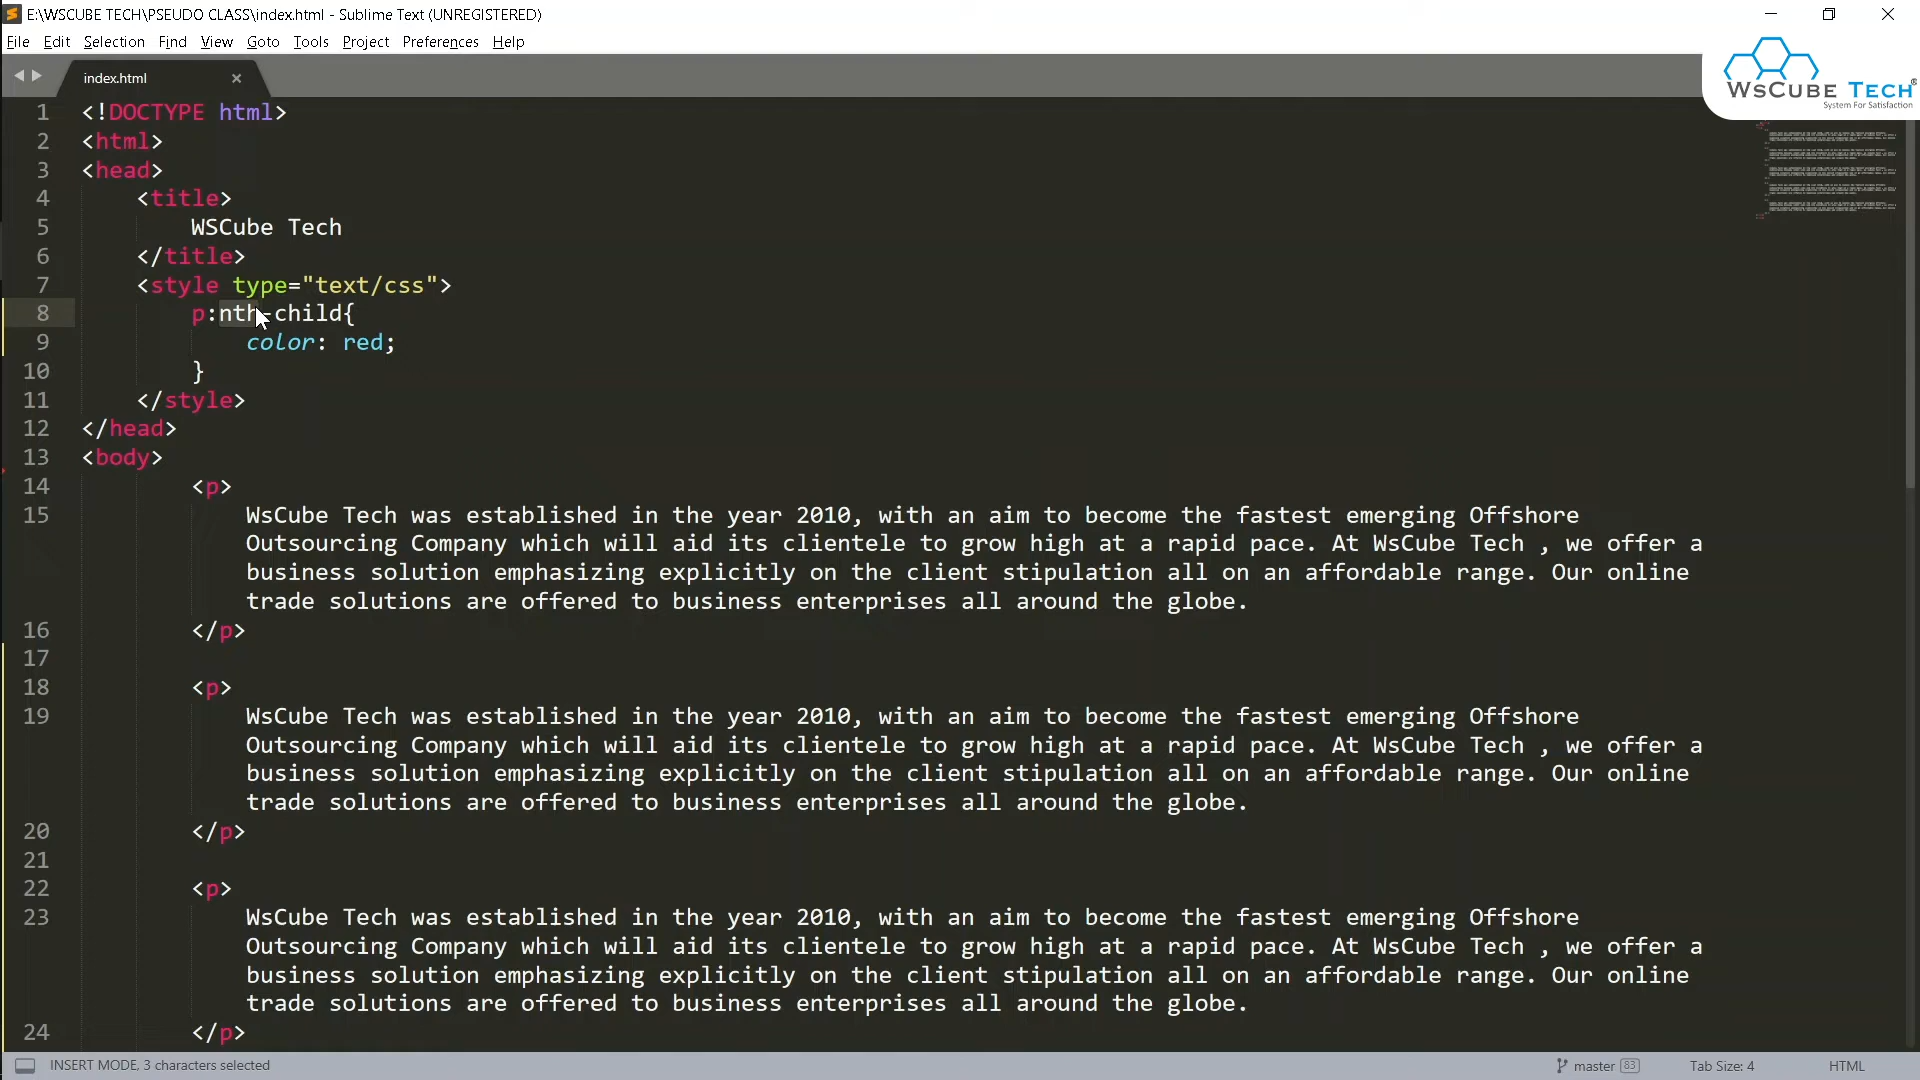 E:\WSCUBE TECH\PSEUDO CLASS\index.html - Sublime Text (UNREGISTERED)
File Edit Selection Find View Goto Tools Project Preferences Help
WSCUBE TECH®
System For Satisfaction
index.html
1 <!DOCTYPE html>
2 <html>
3 <head>
4 <title>
5 WSCube Tech
6 </title>
7 <style type="text/css">
8 p:nth-child{
9 color: red;
10 }
11 </style>
12 </head>
13 <body>
14 <p>
15 WsCube Tech was established in the year 2010, with an aim to become the fastest emerging Offshore
Outsourcing Company which will aid its clientele to grow high at a rapid pace. At WsCube Tech , we offer a
business solution emphasizing explicitly on the client stipulation all on an affordable range. Our online
trade solutions are offered to business enterprises all around the globe.
16 </p>
17
18 <p>
19 WsCube Tech was established in the year 2010, with an aim to become the fastest emerging Offshore
Outsourcing Company which will aid its clientele to grow high at a rapid pace. At WsCube Tech , we offer a
business solution emphasizing explicitly on the client stipulation all on an affordable range. Our online
trade solutions are offered to business enterprises all around the globe.
20 </p>
21
22 <p>
23 WsCube Tech was established in the year 2010, with an aim to become the fastest emerging Offshore
Outsourcing Company which will aid its clientele to grow high at a rapid pace. At WsCube Tech , we offer a
business solution emphasizing explicitly on the client stipulation all on an affordable range. Our online
trade solutions are offered to business enterprises all around the globe.
24 </p>
INSERT MODE, 3 characters selected master 83 Tab Size: 4 HTML